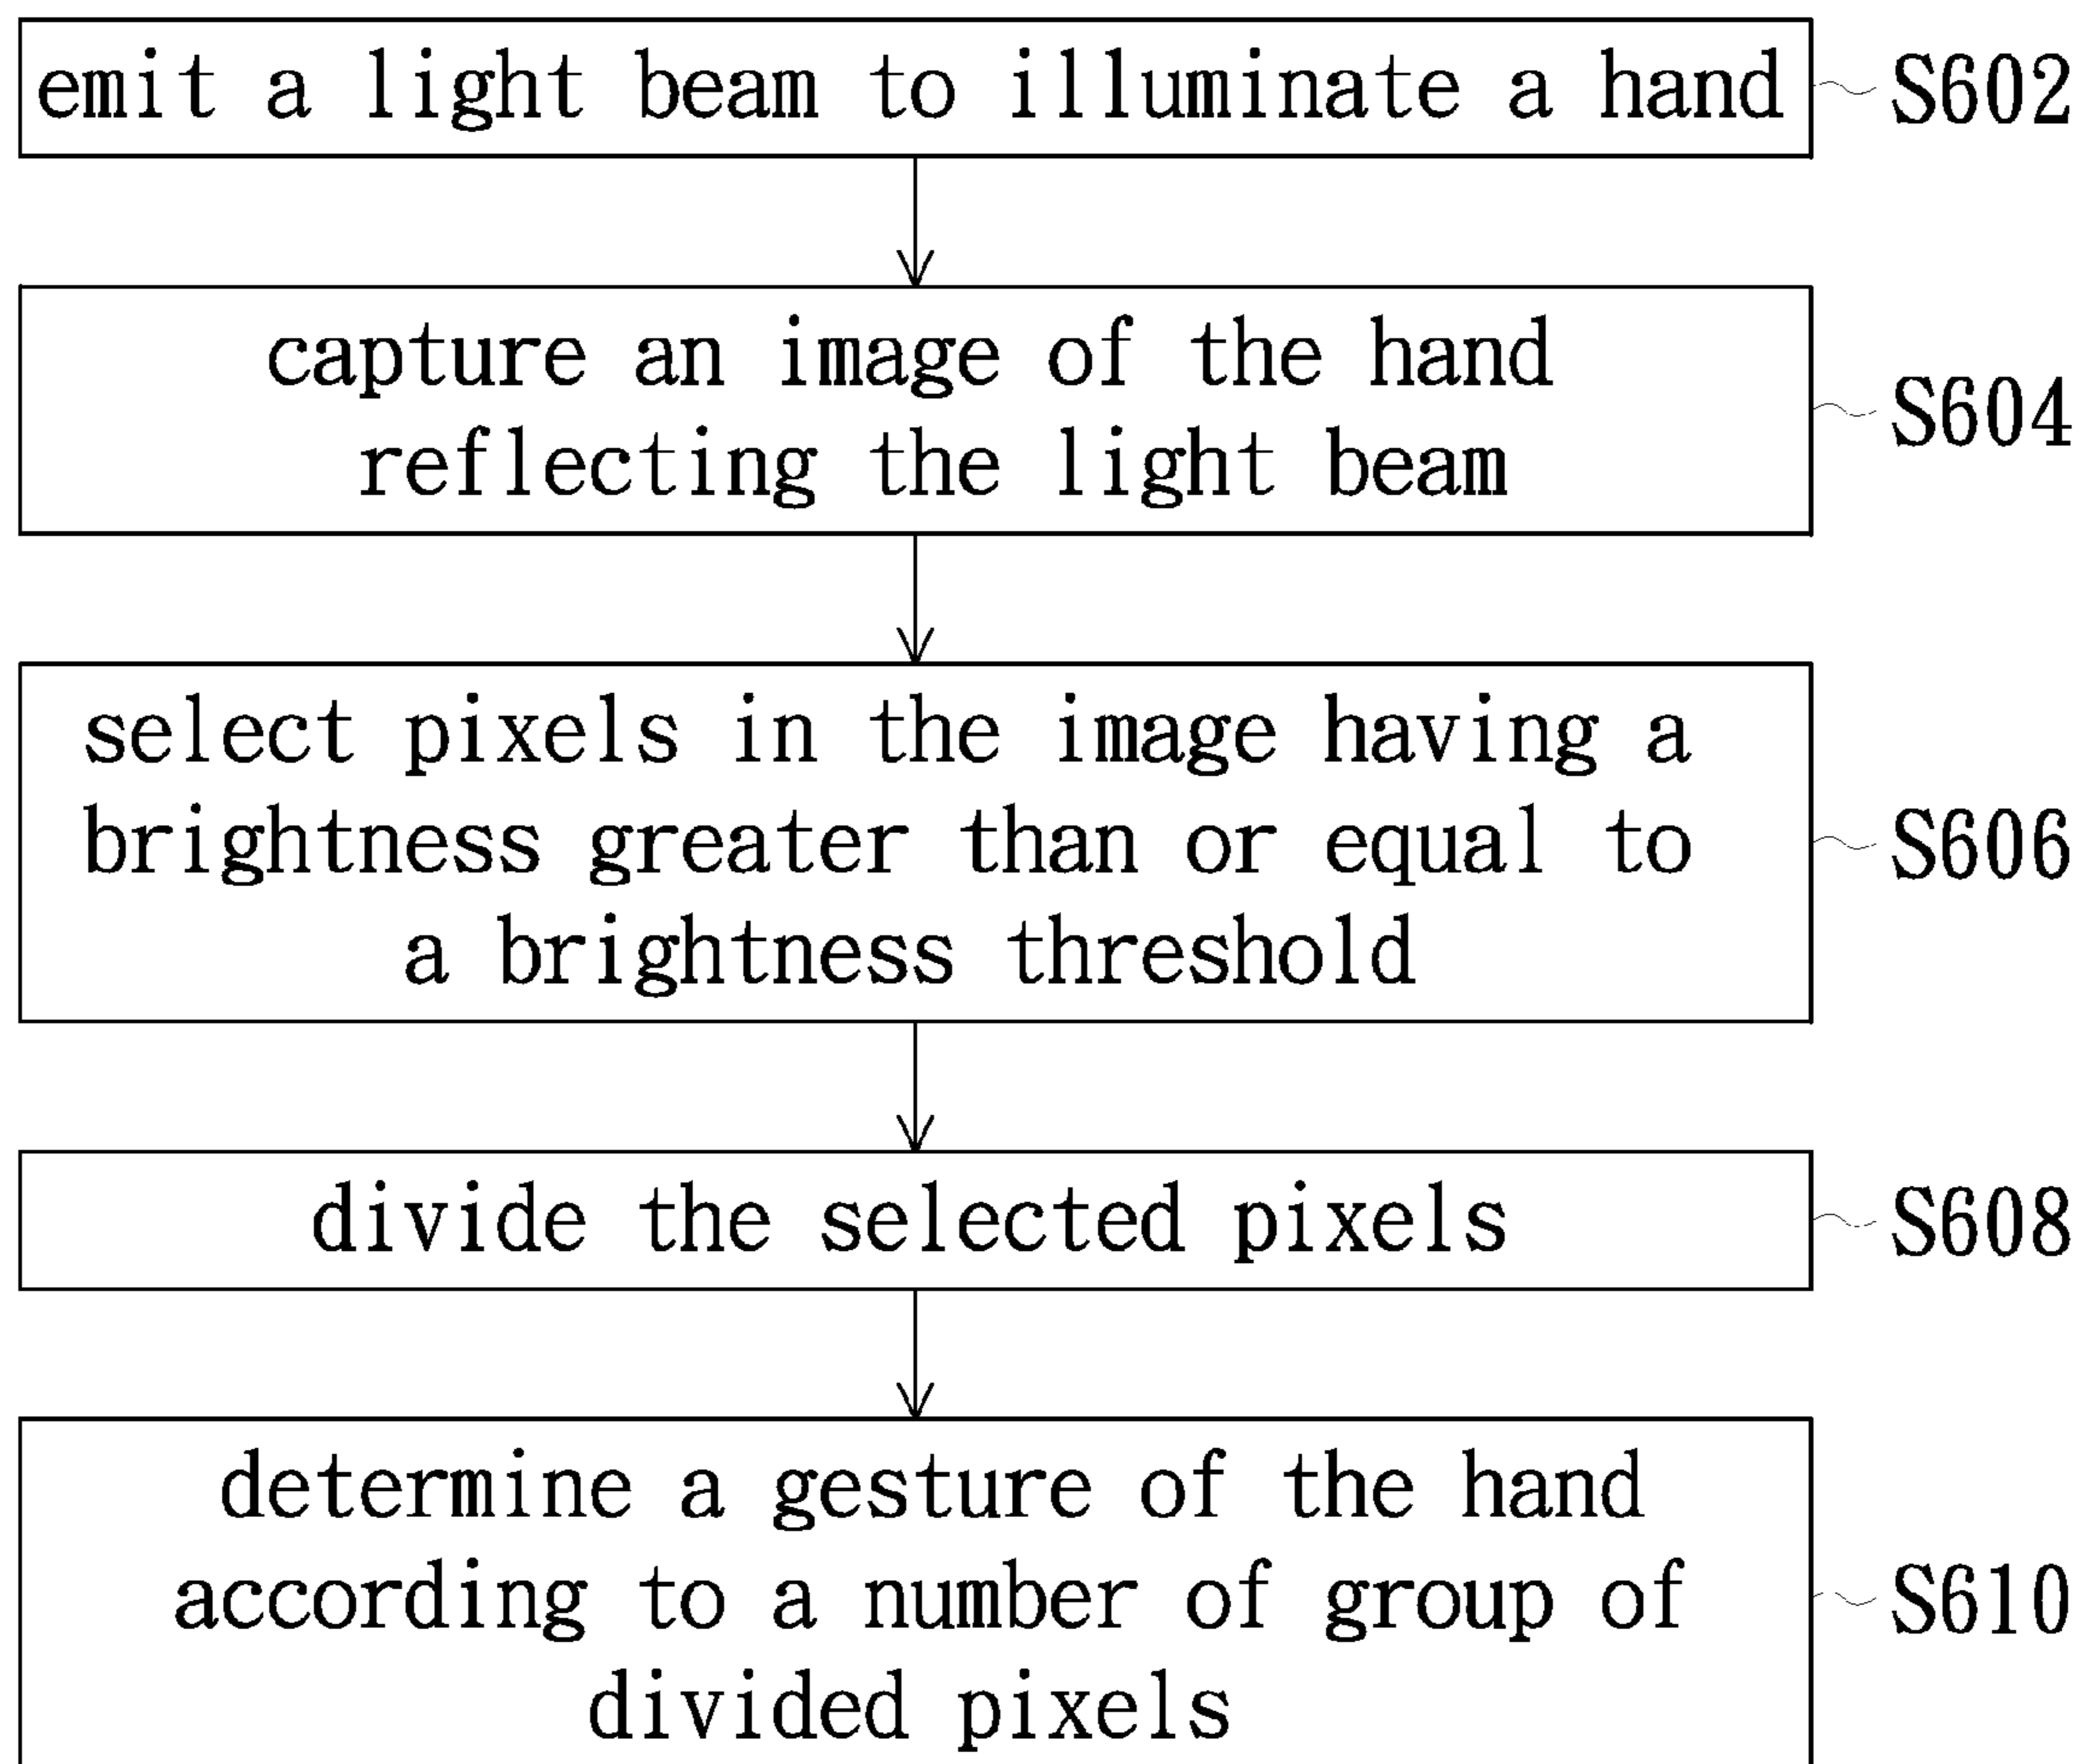 emit a light beam to illuminate a hand S602
capture an image of the hand
reflecting the light beam
S604
select pixels in the image having a
brightness greater than or equal to
a brightness threshold
S606
divide the selected pixels S608
determine a gesture of the hand
according to a number of group of
divided pixels
S610